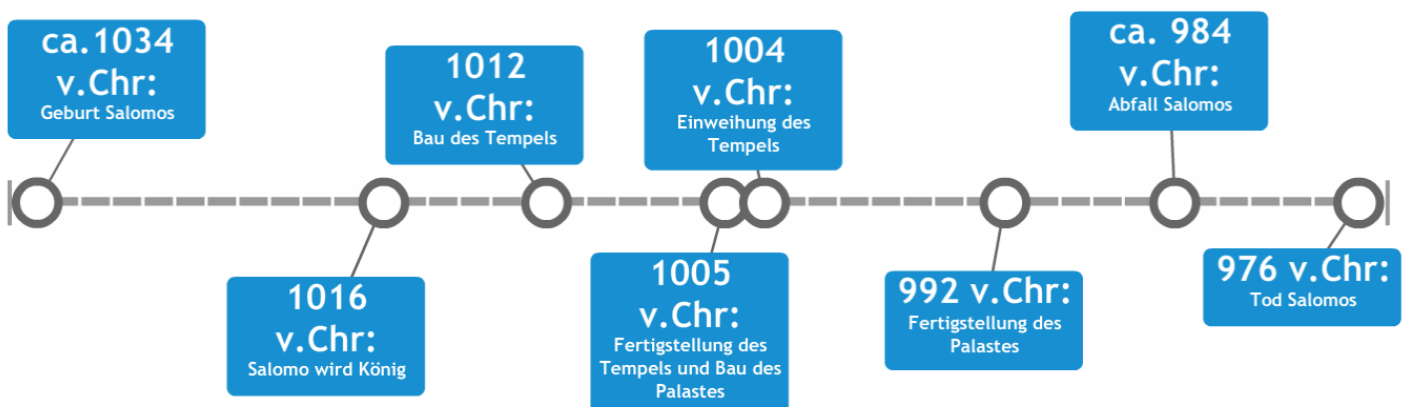 ca.1034
v.Chr:
Geburt Salomos
1016
v.Chr:
Salomo wird König
1012
v.Chr:
Bau des Tempels
1005
v.Chr:
Fertigstellung des
Tempels und Bau des
Palastes
1004
v.Chr:
Einweihung des
Tempels
992 v.Chr:
Fertigstellung des
Palastes
ca. 984
v.Chr:
Abfall Salomos
976 v.Chr:
Tod Salomos